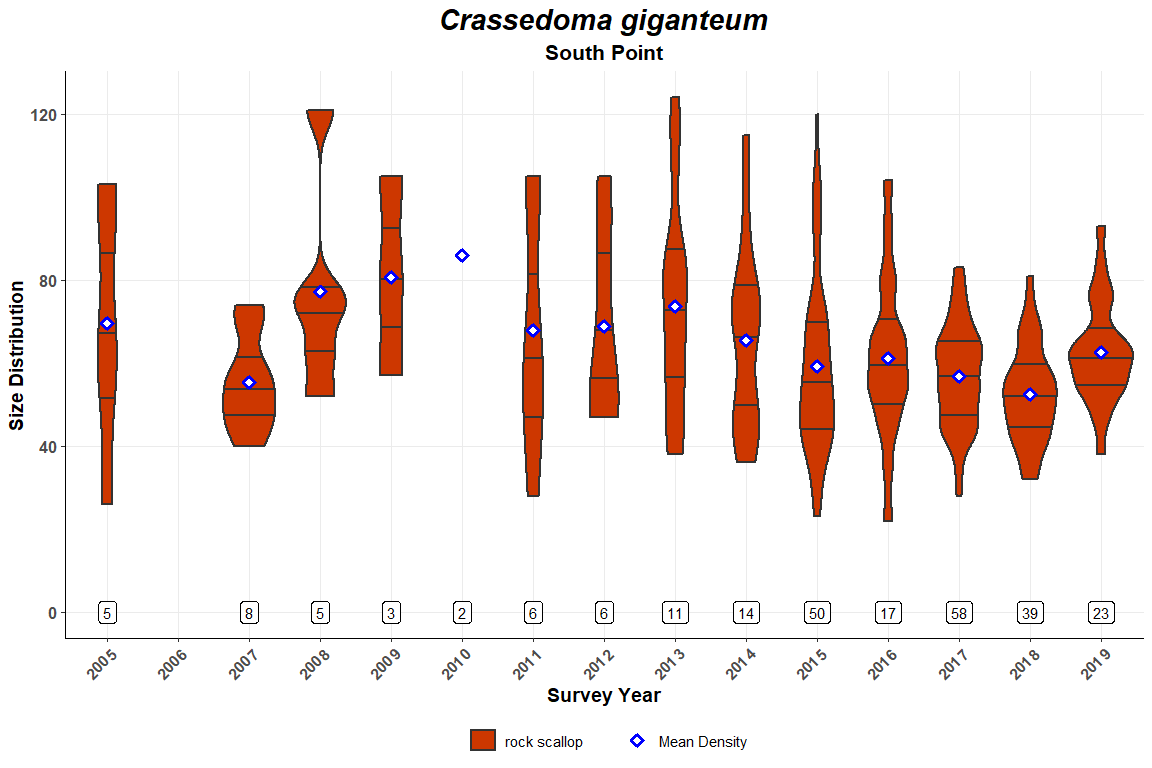 Crassedoma giganteum
South Point
Size Distribution
120
80
40
0
5 8 5 3 2 6 6 11 14 50 17 58 39 23
2005 2006 2007 2008 2009 2010 2011 2012 2013 2014 2015 2016 2017 2018 2019
Survey Year
rock scallop Mean Density